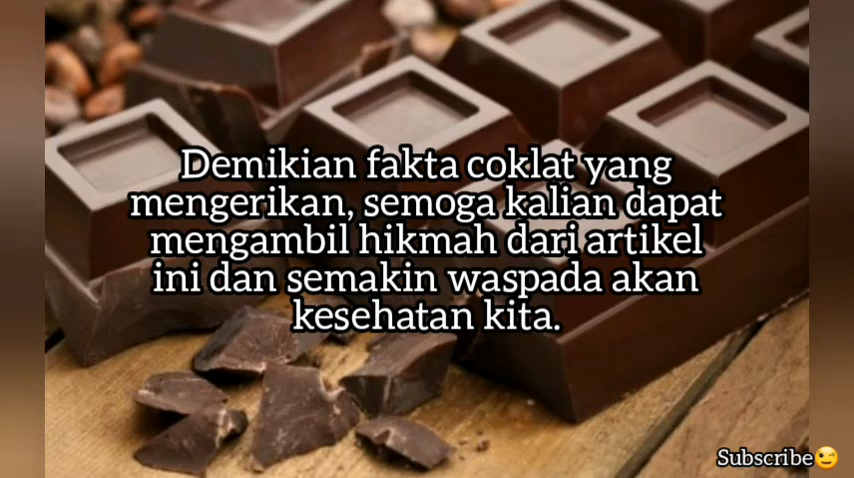 Demikian fakta coklat yang
mengerikan, semoga kalian dapat
mengambil hikmah dari artikel
ini dan semakin waspada akan
kesehatan kita.
Subscribe😉